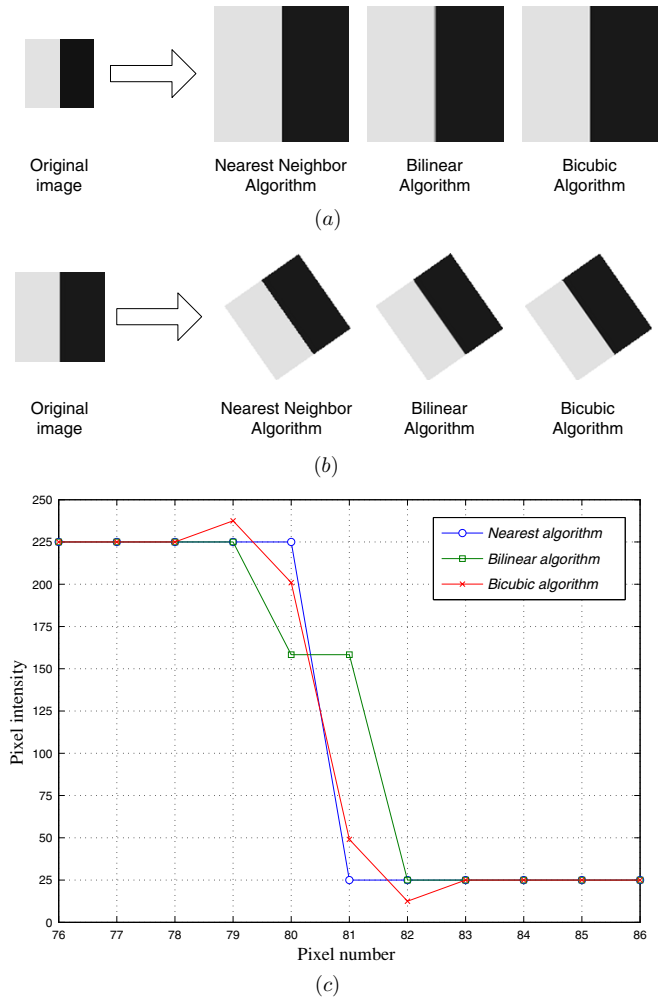 Original
image
Nearest Neighbor
Algorithm
Bilinear
Algorithm
Bicubic
Algorithm
(a)
Original
image
Nearest Neighbor
Algorithm
Bilinear
Algorithm
Bicubic
Algorithm
(b)
250
225
200
175
150
125
100
75
50
25
0
Pixel intensity
Nearest algorithm
Bilinear algorithm
Bicubic algorithm
76 77 78 79 80 81 82 83 84 85 86
Pixel number
(c)